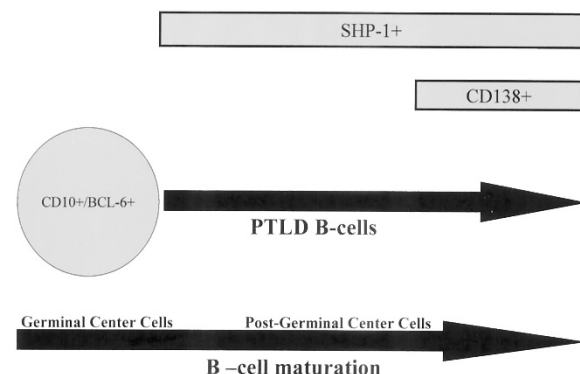 SHP-1+
CD138+
CD10+/BCL-6+
PTLD B-cells
Germinal Center Cells
Post-Germinal Center Cells
B –cell maturation